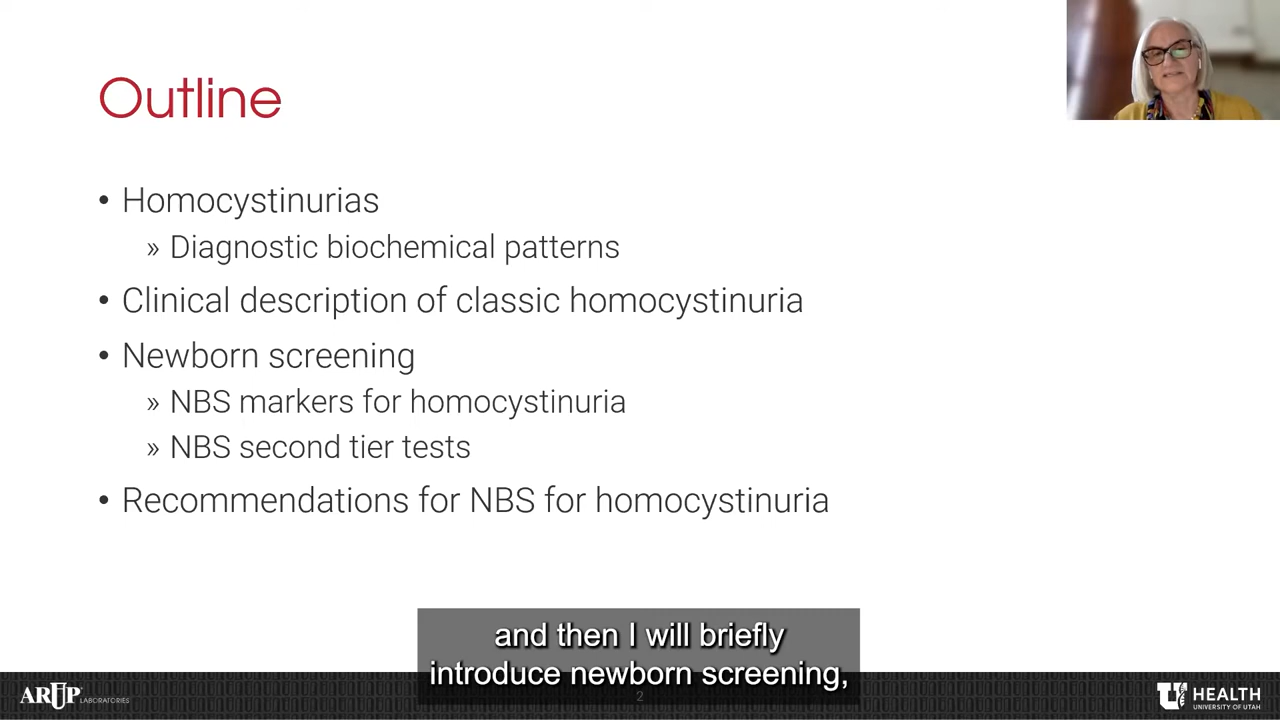 Outline
• Homocystinurias
» Diagnostic biochemical patterns
• Clinical description of classic homocystinuria
• Newborn screening
» NBS markers for homocystinuria
» NBS second tier tests
• Recommendations for NBS for homocystinuria
and then I will briefly
introduce newborn screening,
ARUP LABORATORIES
2
U HEALTH
UNIVERSITY OF UTAH